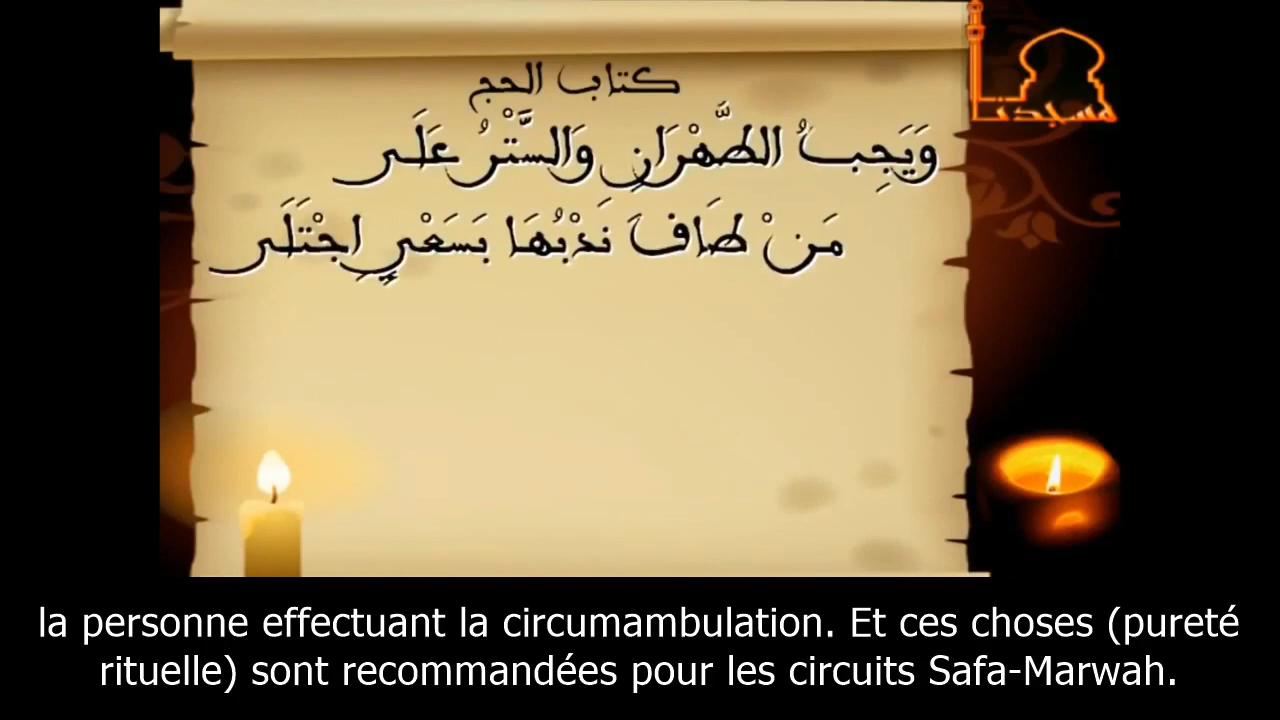 مسجدنا
كتاب الحج
وَيَجِبُ الطُّهْرَانِ وَالسَّتْرُ عَلَى
مَنْ طَافَ نَدْبُهَا بَسَعْيٍ اِجْتَلَى
la personne effectuant la circumambulation. Et ces choses (pureté
rituelle) sont recommandées pour les circuits Safa-Marwah.